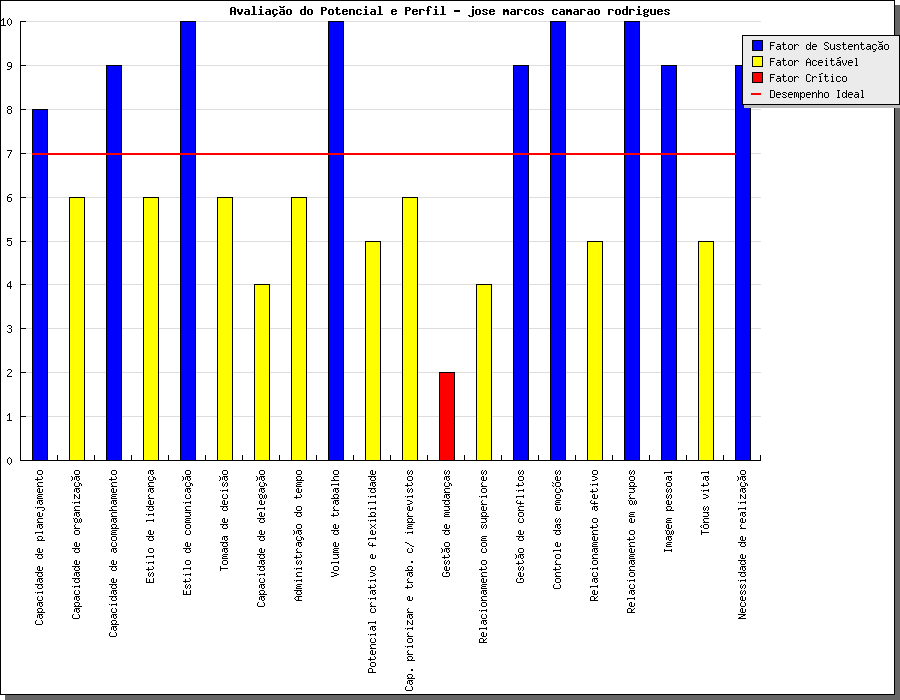 Avaliação do Potencial e Perfil - jose marcos camarao rodrigues
Fator de Sustentação
Fator Aceitável
Fator Crítico
Desempenho Ideal
10
9
8
7
6
5
4
3
2
1
0
Capacidade de planejamento
Capacidade de organização
Capacidade de acompanhamento
Estilo de liderança
Estilo de comunicação
Tomada de decisão
Capacidade de delegação
Administração do tempo
Volume de trabalho
Potencial criativo e flexibilidade
Cap. priorizar e trab. c/ imprevistos
Gestão de mudanças
Relacionamento com superiores
Gestão de conflitos
Controle das emoções
Relacionamento afetivo
Relacionamento em grupos
Imagem pessoal
Tônus vital
Necessidade de realização